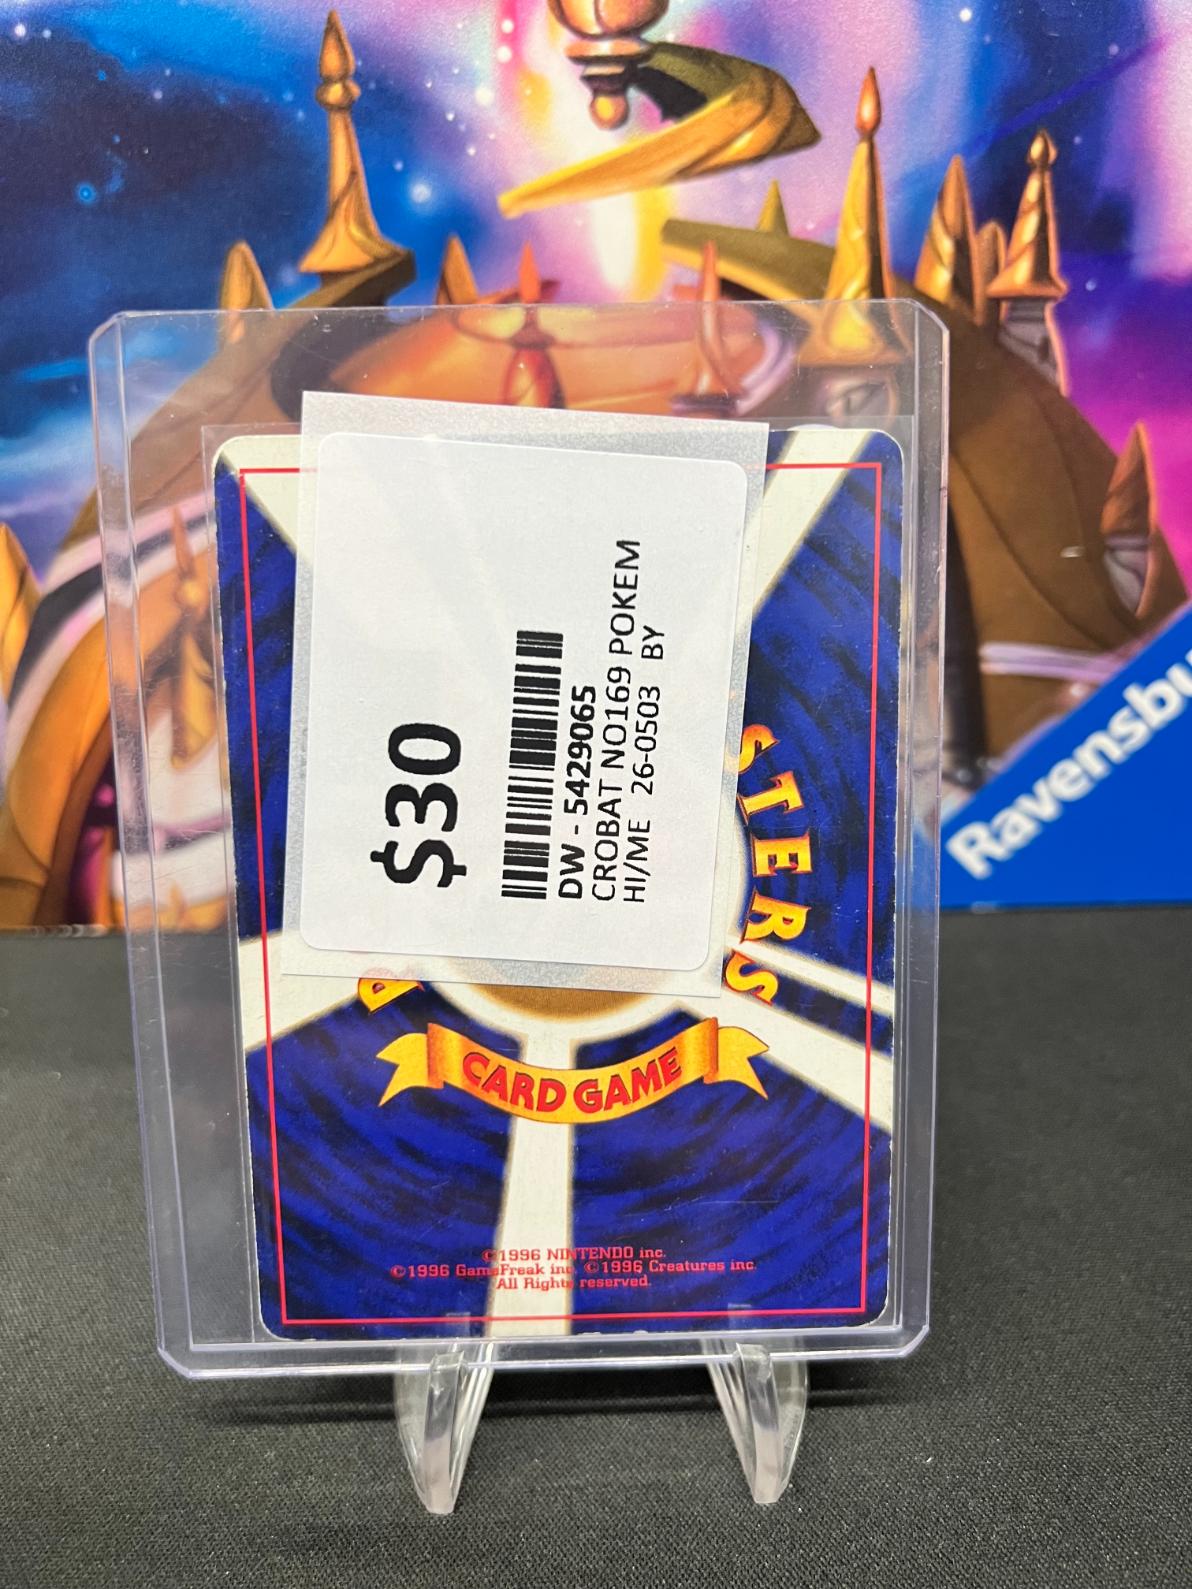 $30
DW - 5429065
CROBAT NO169 POKEM
HI/ME 26-0503 BY
STERS
CARD GAME
©1996 NINTENDO inc.
©1996 GameFreak inc. ©1996 Creatures inc.
All Rights reserved.
Ravensbu